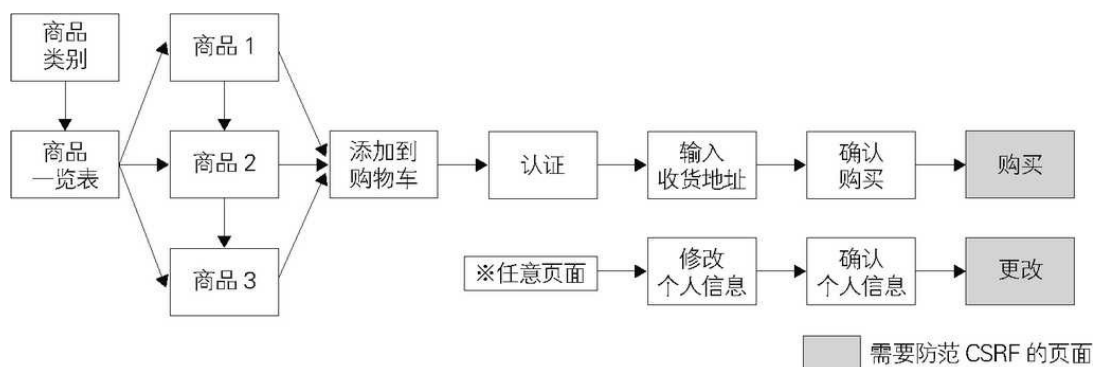 商品
类别
商品 1
商品
一览表
商品 2
添加到
购物车
认证
输入
收货地址
确认
购买
购买
商品 3
※任意页面
修改
个人信息
确认
个人信息
更改
需要防范 CSRF 的页面